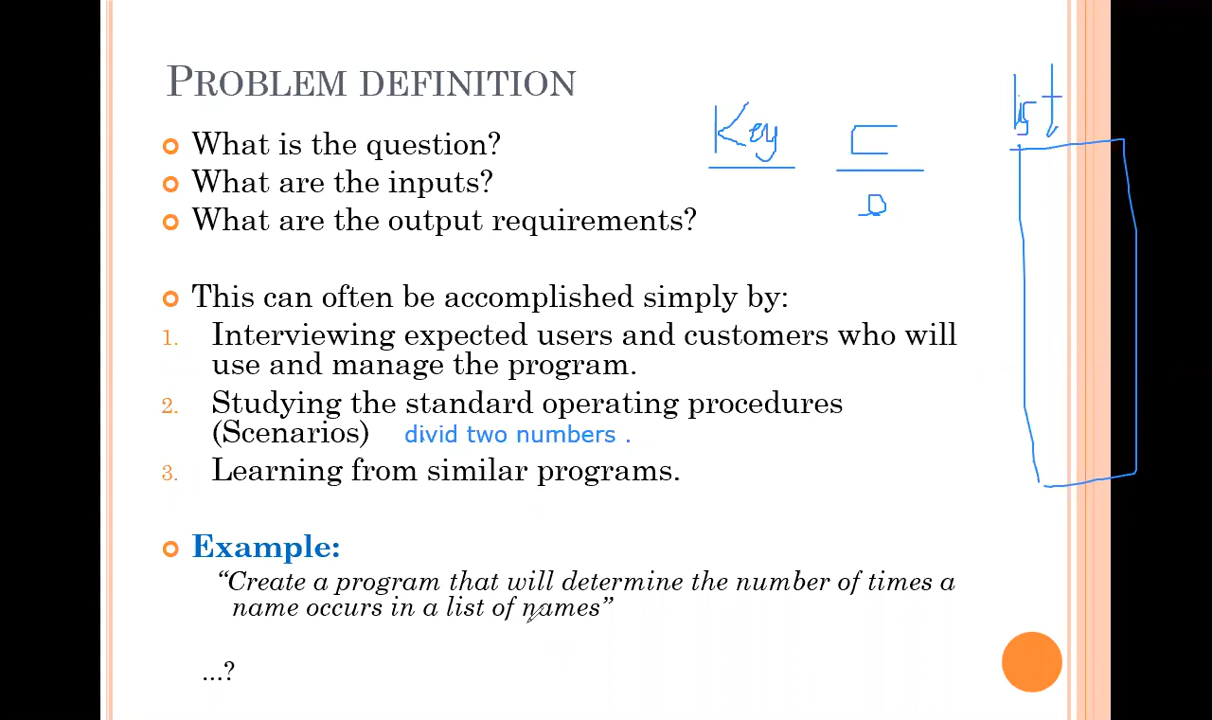 PROBLEM DEFINITION
What is the question?
What are the inputs?
What are the output requirements?
Key
C
0
list
This can often be accomplished simply by:
1. Interviewing expected users and customers who will
use and manage the program.
2. Studying the standard operating procedures
(Scenarios) divid two numbers .
3. Learning from similar programs.
Example:
“Create a program that will determine the number of times a
name occurs in a list of names”
...?